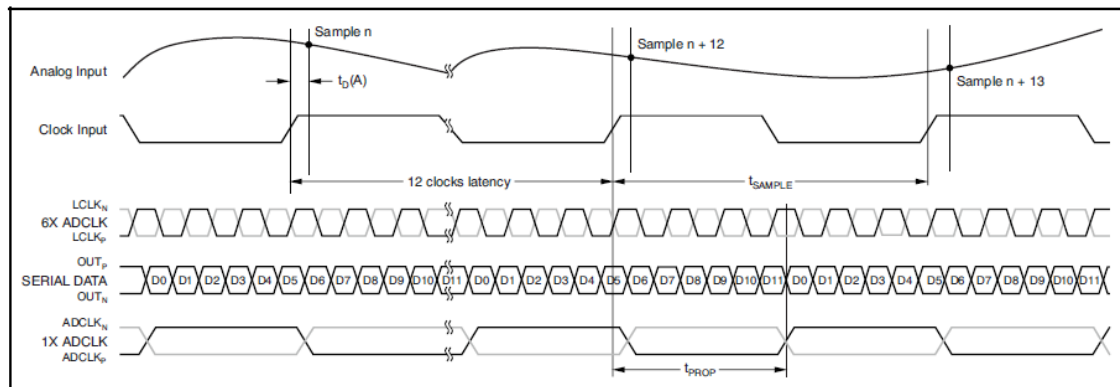 Sample n
Sample n + 12
Analog Input
t_D(A)
Sample n + 13
Clock Input
12 clocks latency
t_SAMPLE
LCLK_N
6X ADCLK
LCLK_P
OUT_P
SERIAL DATA D0 D1 D2 D3 D4 D5 D6 D7 D8 D9 D10 D11 D0 D1 D2 D3 D4 D5 D6 D7 D8 D9 D10 D11 D0 D1 D2 D3 D4 D5 D6 D7 D8 D9 D10 D11
OUT_N
ADCLK_N
1X ADCLK
ADCLK_P
t_PROP